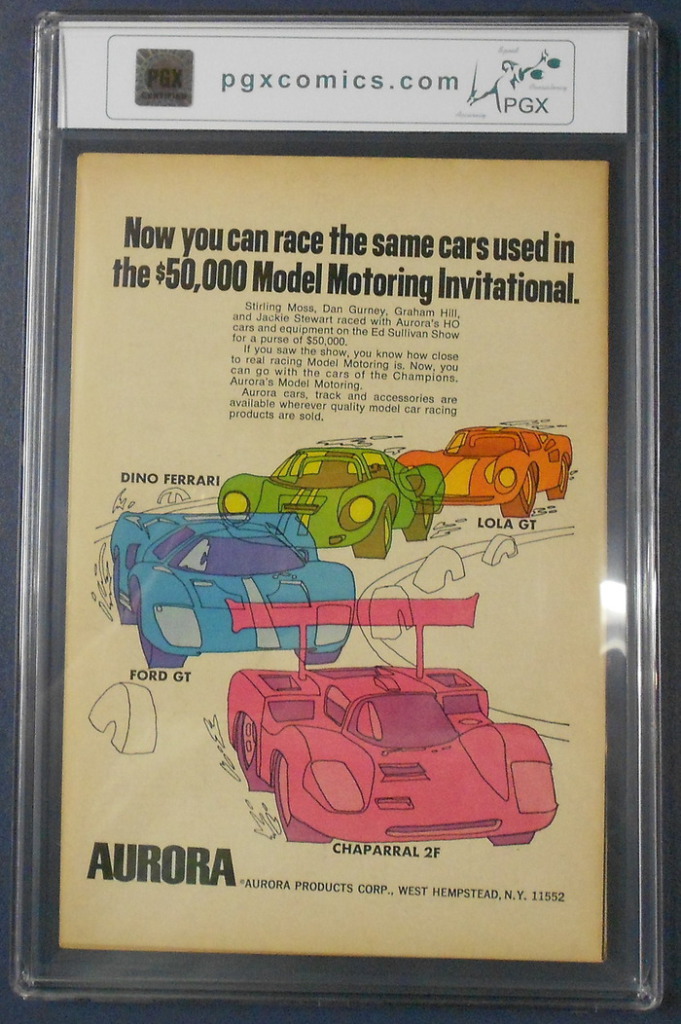 PGX
CERTIFIED
pgxcomics.com
PGX
Now you can race the same cars used in
the $50,000 Model Motoring Invitational.
Stirling Moss, Dan Gurney, Graham Hill,
and Jackie Stewart raced with Aurora's HO
cars and equipment on the Ed Sullivan Show
for a purse of $50,000.
If you saw the show, you know how close
to real racing Model Motoring is. Now, you
can go with the cars of the Champions.
Aurora's Model Motoring.
Aurora cars, track and accessories are
available wherever quality model car racing
products are sold.
DINO FERRARI
LOLA GT
FORD GT
CHAPARRAL 2F
AURORA
®AURORA PRODUCTS CORP., WEST HEMPSTEAD, N.Y. 11552